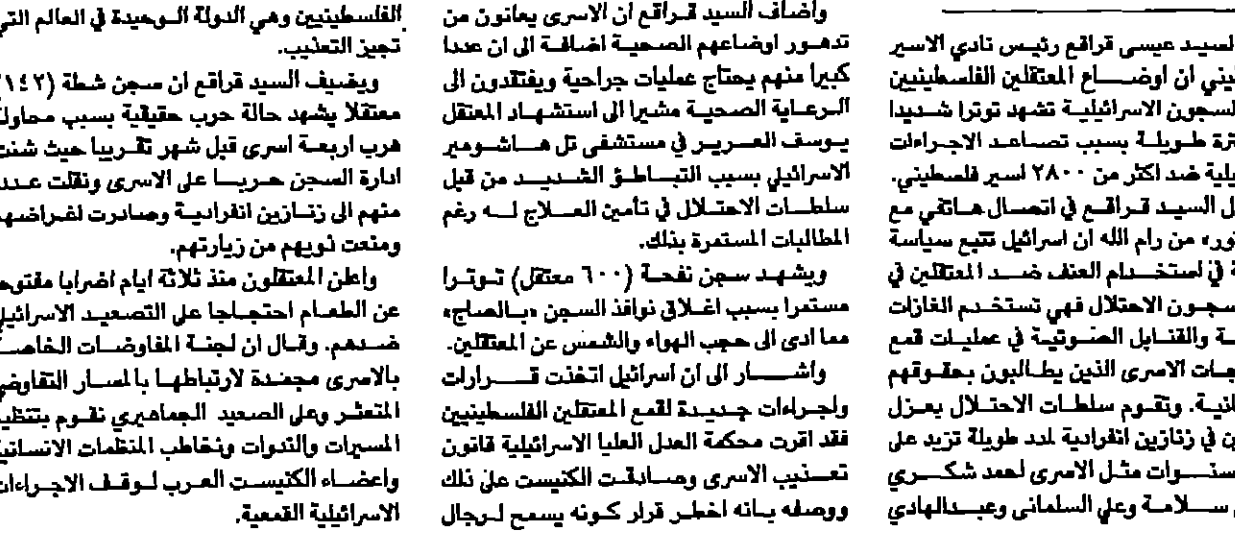 السيد عيسى قراقع رئيس نادي الاسير
ان اوضاع المعتقلين الفلسطينيين
السجون الاسرائيلية تشهد توترا شديدا
طويلة بسبب تصاعد الاجراءات
ضد اكثر من ٢٨٠٠ اسير فلسطيني.
السيد قراقع في اتصال هاتفي مع
من رام الله ان اسرائيل تتبع سياسة
في استخدام العنف ضد المعتقلين في
سجون الاحتلال فهي تستخدم الغازات
والقنابل الصوتية في عمليات قمع
الاسرى الذين يطالبون بحقوقهم
وتقوم سلطات الاحتلال بعزل
في زنازين انفرادية لمدد طويلة تزيد على
سنوات مثل الاسرى احمد شكري
سلامة وعلي السلماني وعبدالهادي
واضاف السيد قراقع ان الاسرى يعانون من
تدهور اوضاعهم الصحية اضافة الى ان عددا
كبيرا منهم يحتاج عمليات جراحية ويفتقدون الى
الرعاية الصحية مشيرا الى استشهاد المعتقل
يوسف العرير في مستشفى تل هاشومير
الاسرائيلي بسبب التباطؤ الشديد من قبل
سلطات الاحتلال في تأمين العلاج له رغم
المطالبات المستمرة بذلك.
ويشهد سجن نفحة (٦٠٠ معتقل) توترا
مستمرا بسبب اغلاق نوافذ السجن «بالصاج»
مما ادى الى حجب الهواء والشمس عن المعتقلين.
واشار الى ان اسرائيل اتخذت قرارات
واجراءات جديدة لقمع المعتقلين الفلسطينيين
فقد اقرت محكمة العدل العليا الاسرائيلية قانون
تعذيب الاسرى وصادقت الكنيست على ذلك
ووصفه بانه اخطر قرار كونه يسمح لرجال
الفلسطينيين وهي الدولة الوحيدة في العالم التي
تجيز التعذيب.
ويضيف السيد قراقع ان سجن شطة (١٤٢)
معتقلا يشهد حالة حرب حقيقية بسبب محاولة
هرب اربعة اسرى قبل شهر تقريبا حيث شنت
ادارة السجن حربا على الاسرى ونقلت عددا
منهم الى زنازين انفرادية وصادرت اغراضهم
ومنعت ذويهم من زيارتهم.
واعلن المعتقلون منذ ثلاثة ايام اضرابا مفتوحا
عن الطعام احتجاجا على التصعيد الاسرائيلي
ضدهم. وقال ان لجنة المفاوضات الخاصة
بالاسرى مجمدة لارتباطها بالمسار التفاوضي
المتعثر وعلى الصعيد الجماهيري نقوم بتنظيم
المسيرات والندوات ونخاطب المنظمات الانسانية
واعضاء الكنيست العرب لوقف الاجراءات
الاسرائيلية القمعية.